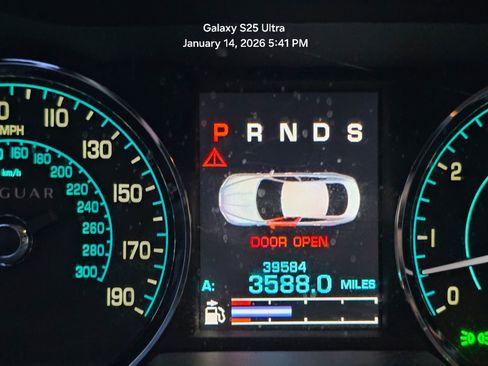 Galaxy S25 Ultra
January 14, 2026 5:41 PM
P R N D S
110
MPH
130
160
180
200
km/h
220
150
GUAR
240
260
280
170
300
190
DOOR OPEN
39584
A: 3588.0 MILES
2
1
0